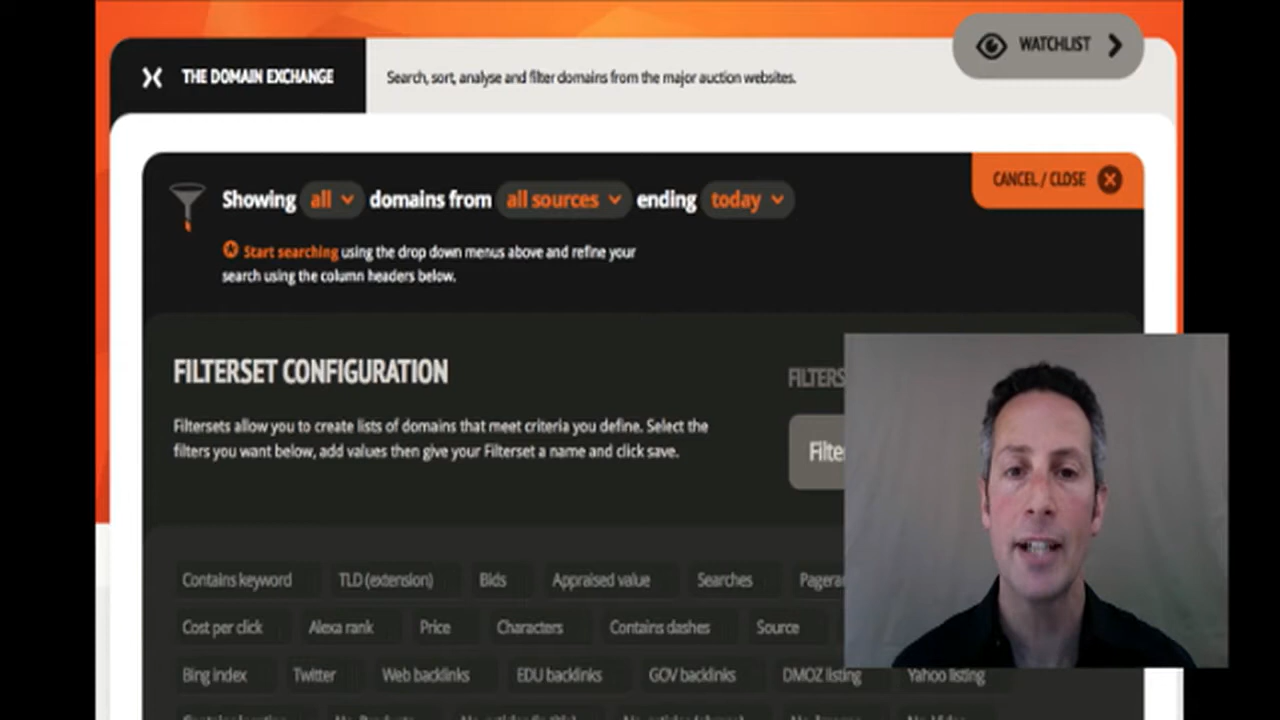 THE DOMAIN EXCHANGE
Search, sort, analyse and filter domains from the major auction websites.
WATCHLIST
Showing all domains from all sources ending today
CANCEL / CLOSE
Start searching using the drop down menus above and refine your
search using the column headers below.
FILTERSET CONFIGURATION
FILTERS
Filtersets allow you to create lists of domains that meet criteria you define. Select the
filters you want below, add values then give your Filterset a name and click save.
Filte
Contains keyword TLD (extension) Bids Appraised value Searches Pagera
Cost per click Alexa rank Price Characters Contains dashes Source
Bing index Twitter Web backlinks EDU backlinks GOV backlinks DMOZ listing Yahoo listing